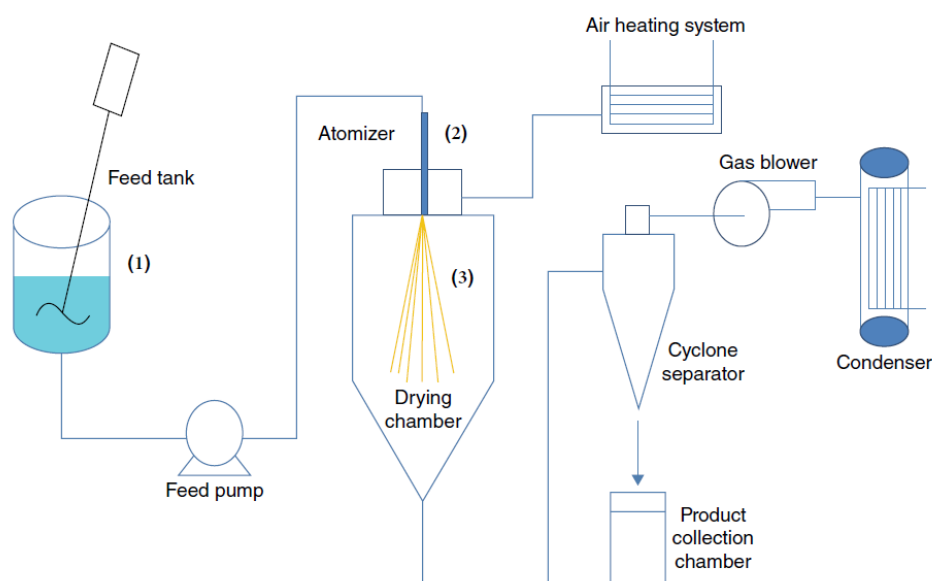 Air heating system
Atomizer
(2)
Gas blower
Feed tank
(1)
(3)
Cyclone
separator
Condenser
Drying
chamber
Feed pump
Product
collection
chamber